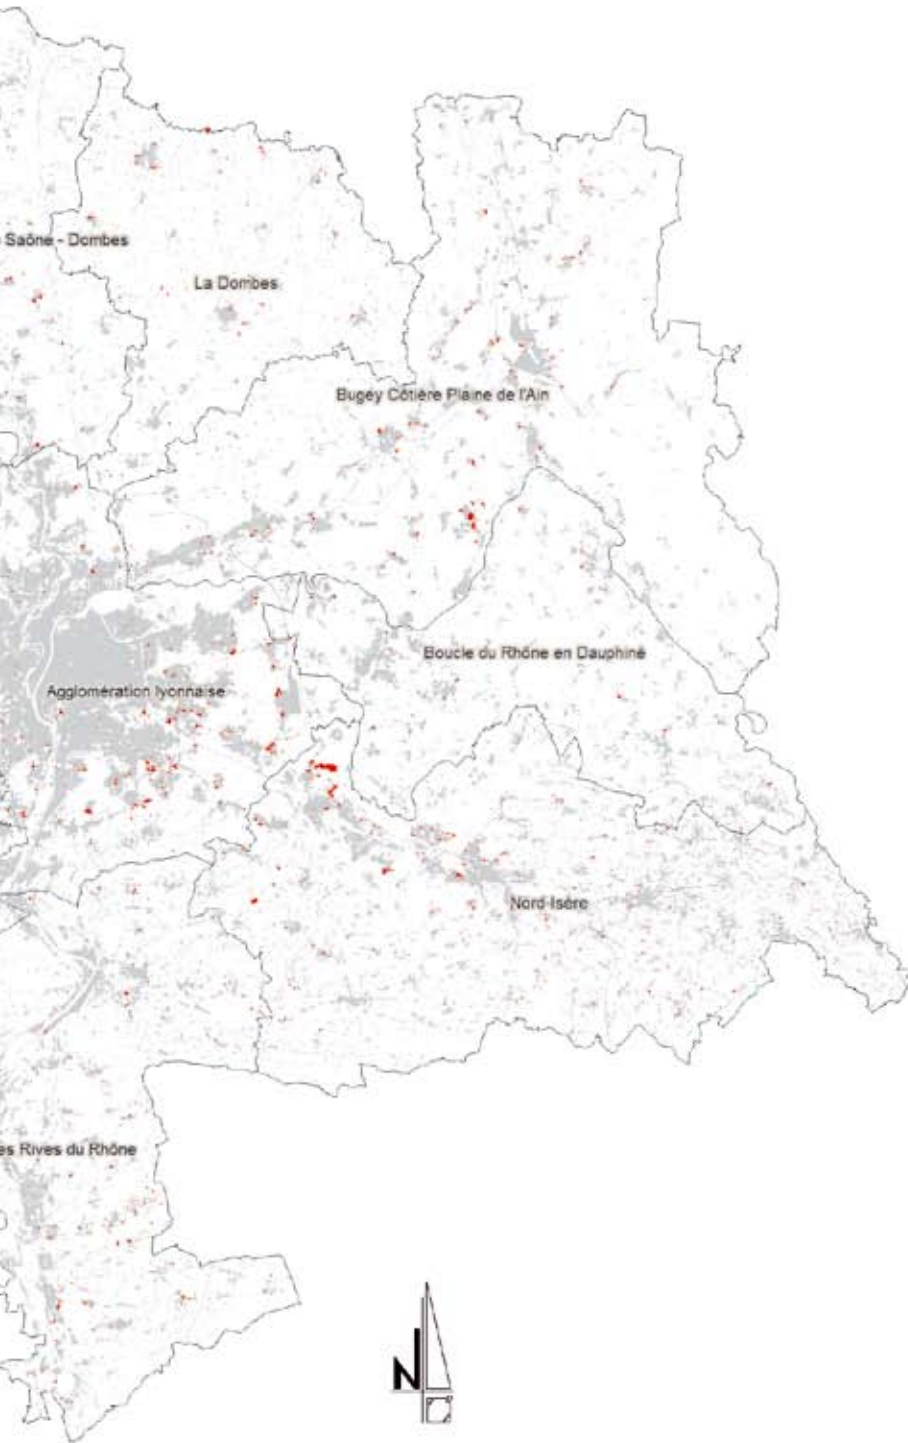 Saône - Dombes
La Dombes
Bugey Côtière Plaine de l'Ain
Boucle du Rhône en Dauphiné
Agglomération lyonnaise
Nord-Isère
es Rives du Rhône
N